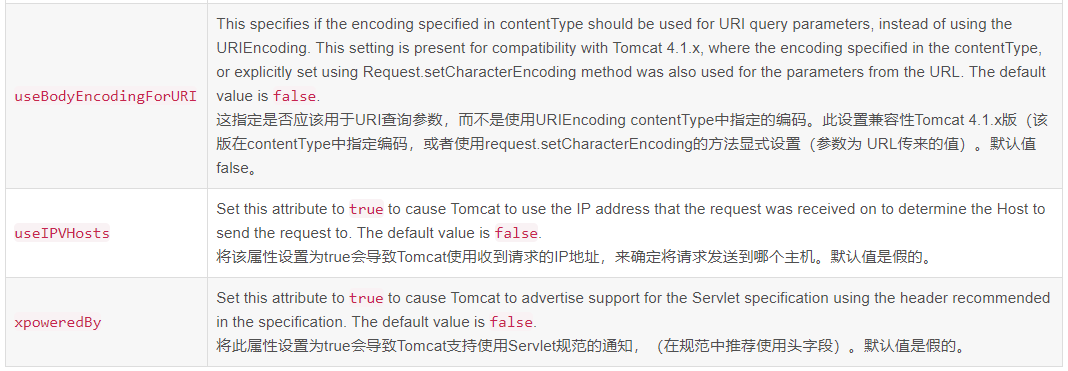 useBodyEncodingForURI
This specifies if the encoding specified in contentType should be used for URI query parameters, instead of using the
URIEncoding. This setting is present for compatibility with Tomcat 4.1.x, where the encoding specified in the contentType,
or explicitly set using Request.setCharacterEncoding method was also used for the parameters from the URL. The default
value is false.
这指定是否应该用于URI查询参数，而不是使用URIEncoding contentType中指定的编码。此设置兼容性Tomcat 4.1.x版（该
版在contentType中指定编码，或者使用request.setCharacterEncoding的方法显式设置（参数为 URL传来的值）。默认值
false。
useIPVHosts
Set this attribute to true to cause Tomcat to use the IP address that the request was received on to determine the Host to
send the request to. The default value is false.
将该属性设置为true会导致Tomcat使用收到请求的IP地址，来确定将请求发送到哪个主机。默认值是假的。
xpoweredBy
Set this attribute to true to cause Tomcat to advertise support for the Servlet specification using the header recommended
in the specification. The default value is false.
将此属性设置为true会导致Tomcat支持使用Servlet规范的通知，（在规范中推荐使用头字段）。默认值是假的。